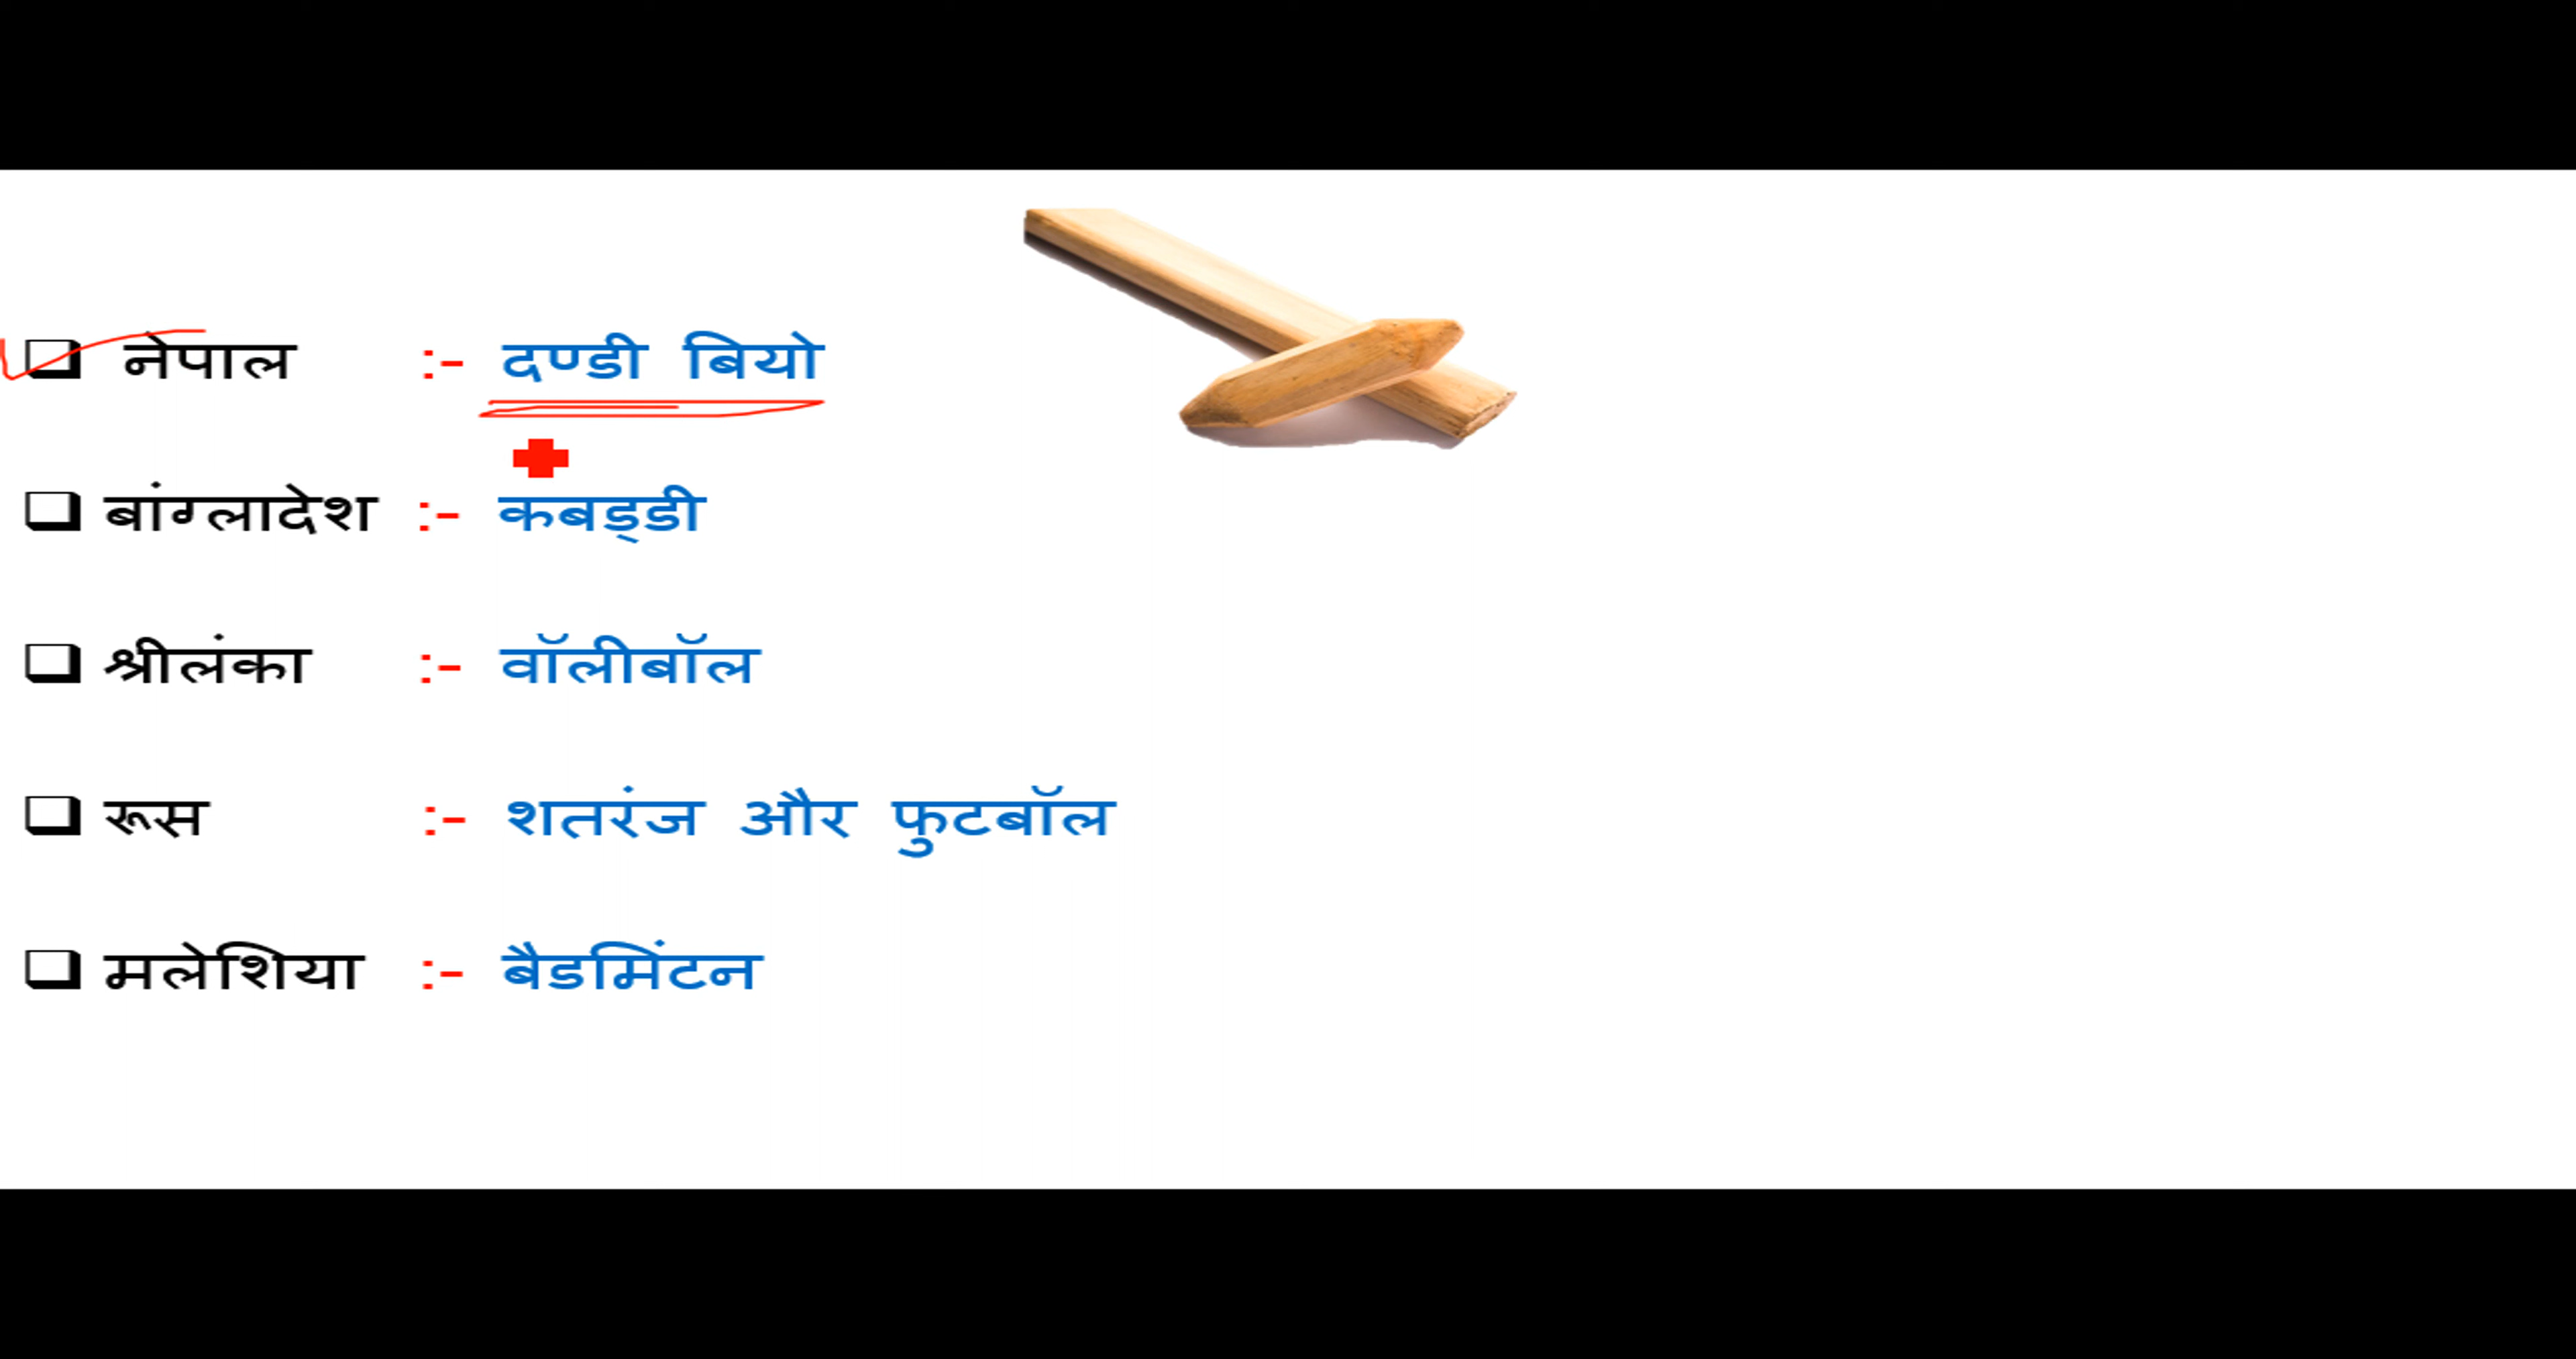 नेपाल :- दण्डी बियो
बांग्लादेश :- कबड्डी
श्रीलंका :- वॉलीबॉल
रूस :- शतरंज और फुटबॉल
मलेशिया :- बैडमिंटन